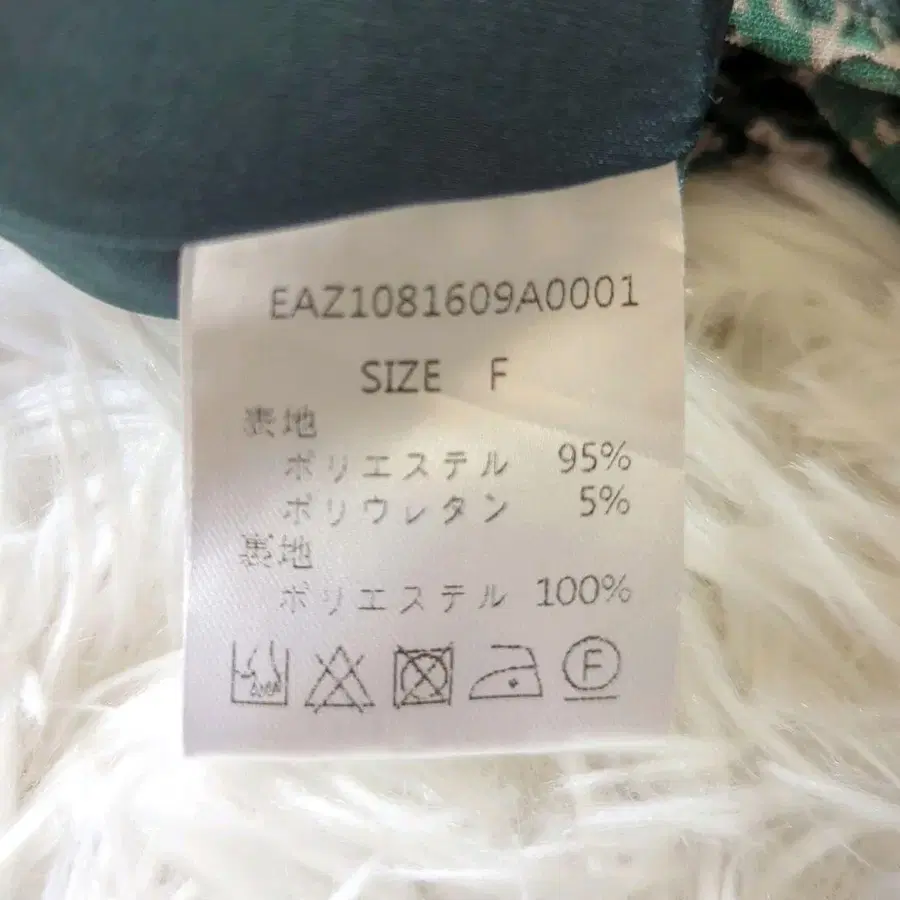 EAZ1081609A0001
SIZE F
表地
ポリエステル 95%
ポリウレタン 5%
裏地
ポリエステル 100%
F